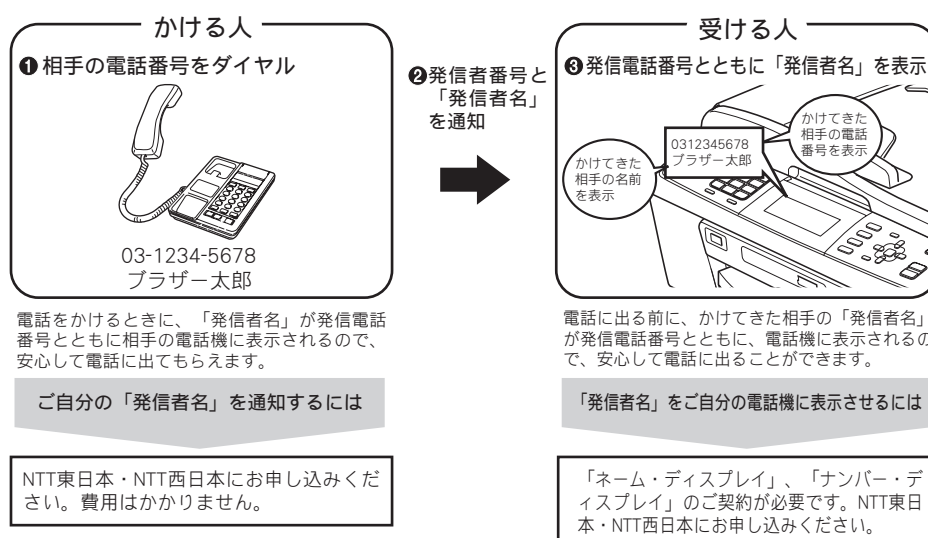 かける人
❶相手の電話番号をダイヤル
03-1234-5678
ブラザー太郎
電話をかけるときに、「発信者名」が発信電話
番号とともに相手の電話機に表示されるので、
安心して電話に出てもらえます。
ご自分の「発信者名」を通知するには
NTT東日本・NTT西日本にお申し込みくだ
さい。費用はかかりません。
❷発信者番号と
「発信者名」
を通知
受ける人
❸発信電話番号とともに「発信者名」を表示
かけてきた
相手の電話
番号を表示
0312345678
ブラザー太郎
かけてきた
相手の名前
を表示
電話に出る前に、かけてきた相手の「発信者名」
が発信電話番号とともに、電話機に表示されるの
で、安心して電話に出ることができます。
「発信者名」をご自分の電話機に表示させるには
「ネーム・ディスプレイ」、「ナンバー・デ
ィスプレイ」のご契約が必要です。NTT東日
本・NTT西日本にお申し込みください。